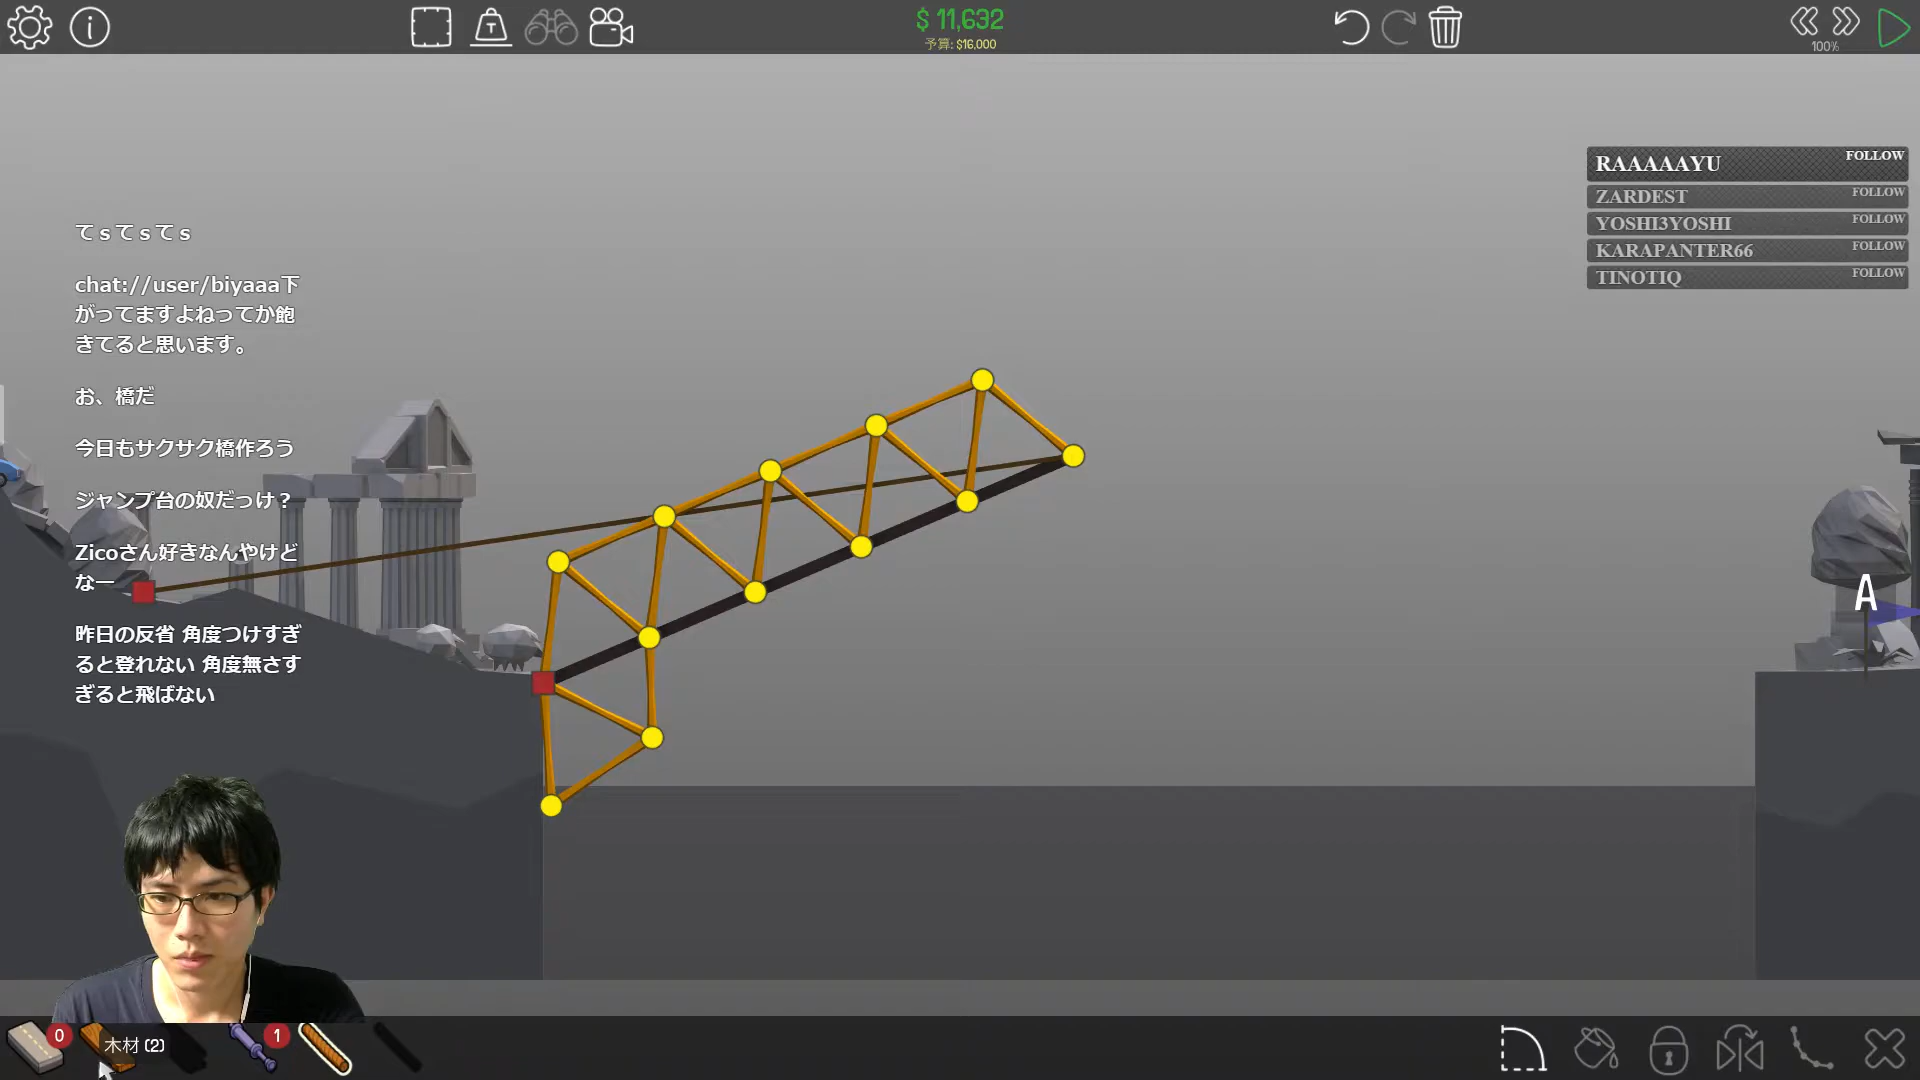 $ 11,632
予算: $16,000
100%
RAAAAAYU FOLLOW
ZARDEST FOLLOW
YOSHI3YOSHI FOLLOW
KARAPANTER66 FOLLOW
TINOTIQ FOLLOW
てｓてｓてｓ
chat://user/biyaaa下
がってますよねってか飽
きてると思います。
お、橋だ
今日もサクサク橋作ろう
ジャンプ台の奴だっけ？
Zicoさん好きなんやけど
なー
昨日の反省 角度つけすぎ
ると登れない 角度無さす
ぎると飛ばない
A
0
木材 (2)
1